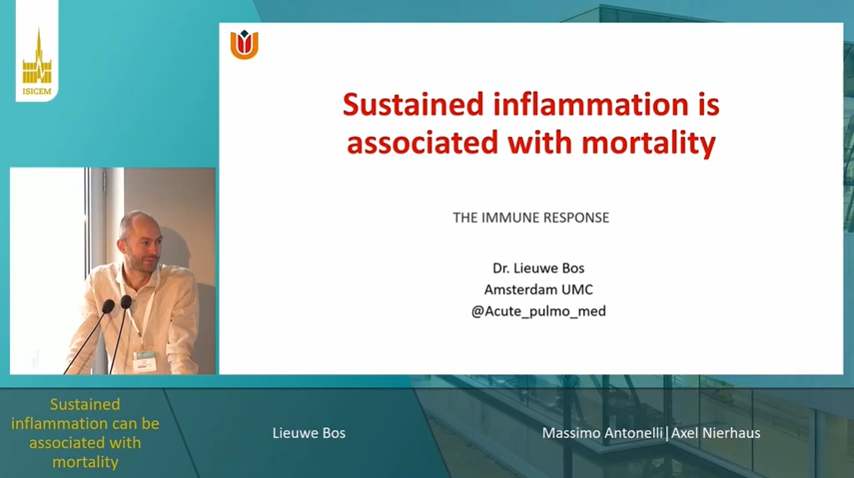 ISICEM
Sustained inflammation is
associated with mortality
THE IMMUNE RESPONSE
Dr. Lieuwe Bos
Amsterdam UMC
@Acute_pulmo_med
Sustained
inflammation can be
associated with
mortality
Lieuwe Bos
Massimo Antonelli|Axel Nierhaus